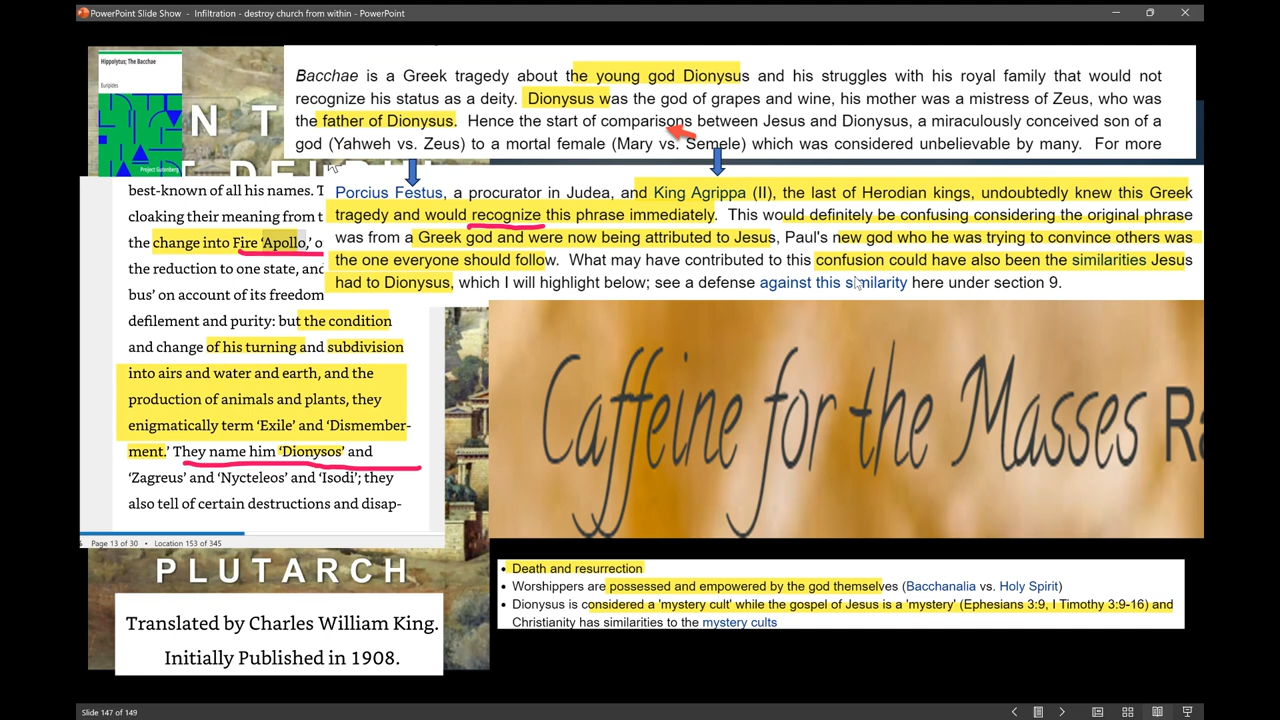 PowerPoint Slide Show - Infiltration - destroy church from within - PowerPoint
Hippolytus; The Bacchae
Euripides
Project Gutenberg
N T
Bacchae is a Greek tragedy about the young god Dionysus and his struggles with his royal family that would not
recognize his status as a deity. Dionysus was the god of grapes and wine, his mother was a mistress of Zeus, who was
the father of Dionysus. Hence the start of comparisons between Jesus and Dionysus, a miraculously conceived son of a
god (Yahweh vs. Zeus) to a mortal female (Mary vs. Semele) which was considered unbelievable by many. For more
Porcius Festus, a procurator in Judea, and King Agrippa (II), the last of Herodian kings, undoubtedly knew this Greek
tragedy and would recognize this phrase immediately. This would definitely be confusing considering the original phrase
was from a Greek god and were now being attributed to Jesus, Paul's new god who he was trying to convince others was
the one everyone should follow. What may have contributed to this confusion could have also been the similarities Jesus
had to Dionysus, which I will highlight below; see a defense against this similarity here under section 9.
best-known of all his names. T
cloaking their meaning from t
the change into Fire 'Apollo,' o
the reduction to one state, and
bus' on account of its freedom
defilement and purity: but the condition
and change of his turning and subdivision
into airs and water and earth, and the
production of animals and plants, they
enigmatically term 'Exile' and 'Dismember-
ment.' They name him 'Dionysos' and
'Zagreus' and 'Nycteleos' and 'Isodi'; they
also tell of certain destructions and disap-
Page 13 of 30 • Location 153 of 345
PLUTARCH
Translated by Charles William King.
Initially Published in 1908.
Caffeine for the Masses Ra
• Death and resurrection
• Worshippers are possessed and empowered by the god themselves (Bacchanalia vs. Holy Spirit)
• Dionysus is considered a 'mystery cult' while the gospel of Jesus is a 'mystery' (Ephesians 3:9, I Timothy 3:9-16) and
Christianity has similarities to the mystery cults
Slide 147 of 149